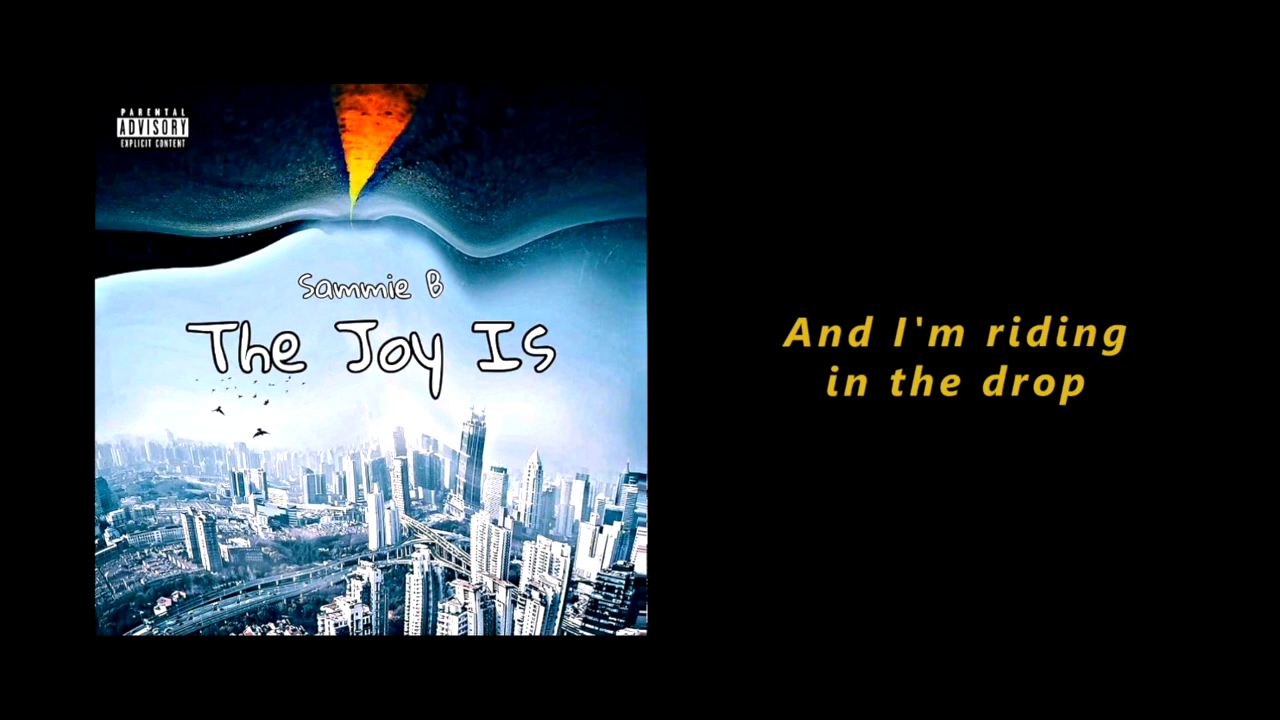 PARENTAL
ADVISORY
EXPLICIT CONTENT
Sammie B
The Joy Is
And I'm riding
in the drop